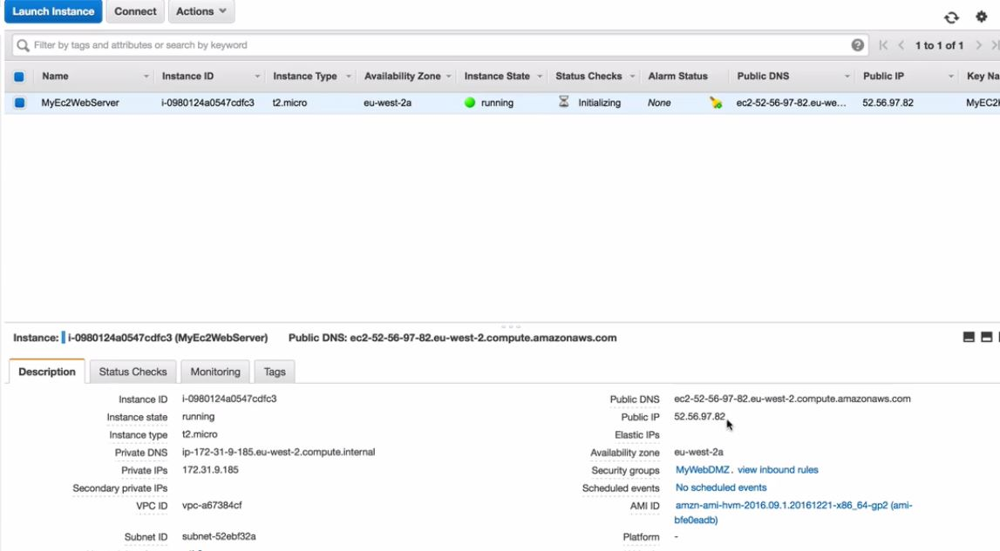 Launch Instance Connect Actions
Filter by tags and attributes or search by keyword 1 to 1 of 1
Name Instance ID Instance Type Availability Zone Instance State Status Checks Alarm Status Public DNS Public IP Key Na
MyEc2WebServer i-0980124a0547cdfc3 t2.micro eu-west-2a running Initializing None ec2-52-56-97-82.eu-we... 52.56.97.82 MyEC2
Instance: i-0980124a0547cdfc3 (MyEc2WebServer) Public DNS: ec2-52-56-97-82.eu-west-2.compute.amazonaws.com
Description Status Checks Monitoring Tags
Instance ID i-0980124a0547cdfc3 Public DNS ec2-52-56-97-82.eu-west-2.compute.amazonaws.com
Instance state running Public IP 52.56.97.82
Instance type t2.micro Elastic IPs
Private DNS ip-172-31-9-185.eu-west-2.compute.internal Availability zone eu-west-2a
Private IPs 172.31.9.185 Security groups MyWebDMZ. view inbound rules
Secondary private IPs Scheduled events No scheduled events
VPC ID vpc-a67384cf AMI ID amzn-ami-hvm-2016.09.1.20161221-x86_64-gp2 (ami-
bfe0eadb)
Subnet ID subnet-52ebf32a Platform -